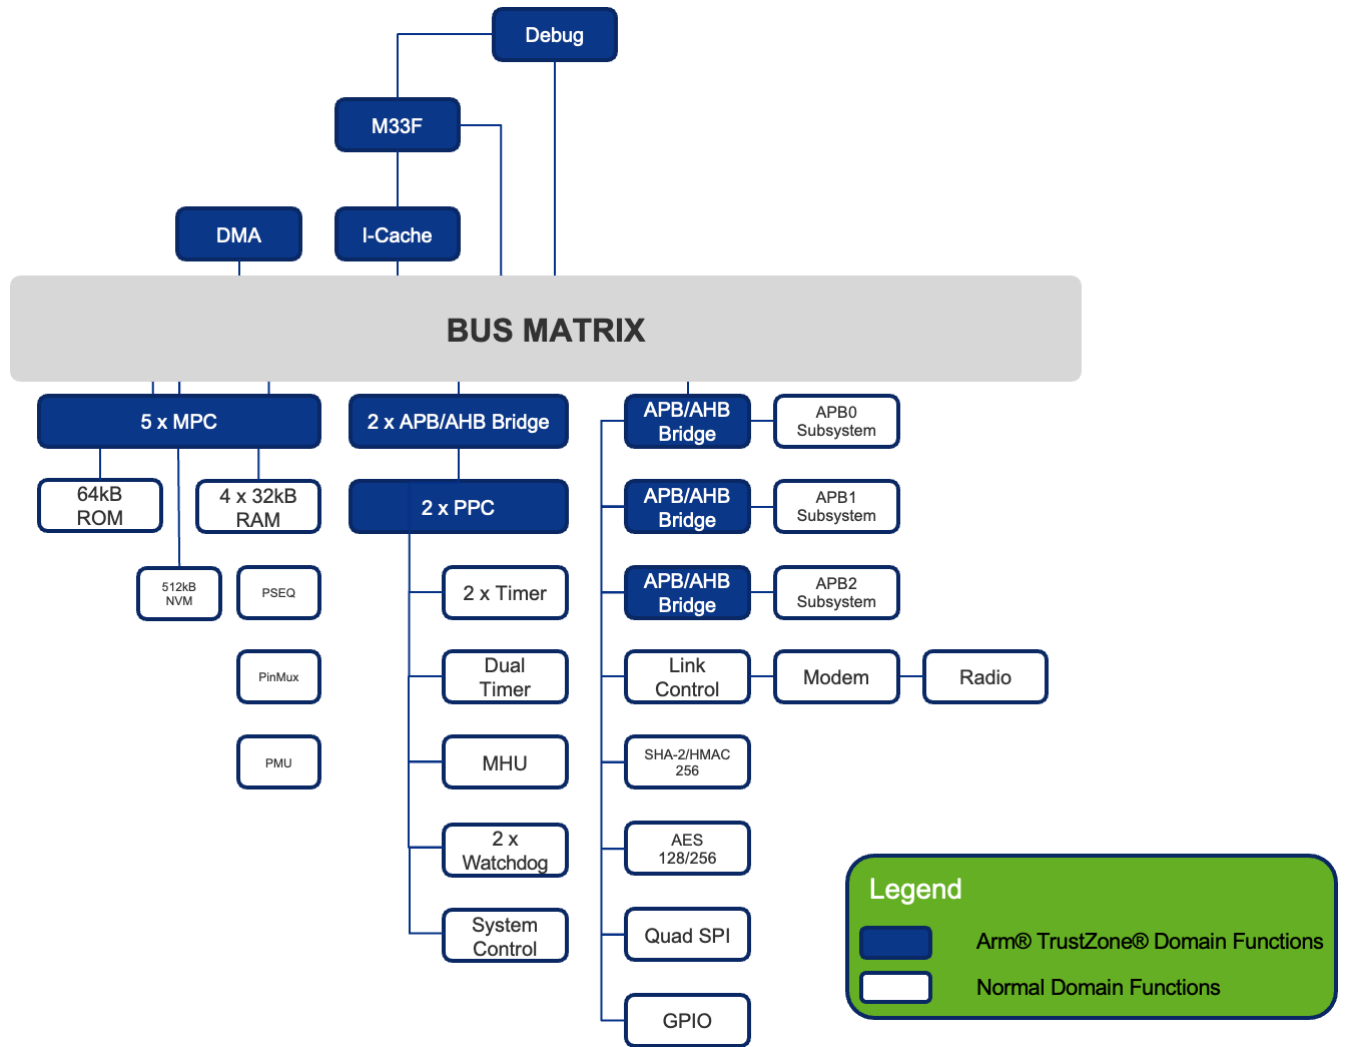 Debug
M33F
DMA
I-Cache
BUS MATRIX
5 x MPC
2 x APB/AHB Bridge
APB/AHB
Bridge
APB0
Subsystem
64kB
ROM
4 x 32kB
RAM
2 x PPC
APB/AHB
Bridge
APB1
Subsystem
512kB
NVM
PSEQ
2 x Timer
APB/AHB
Bridge
APB2
Subsystem
PinMux
Dual
Timer
Link
Control
Modem
Radio
PMU
MHU
SHA-2/HMAC
256
2 x
Watchdog
AES
128/256
System
Control
Quad SPI
GPIO
Legend
Arm® TrustZone® Domain Functions
Normal Domain Functions